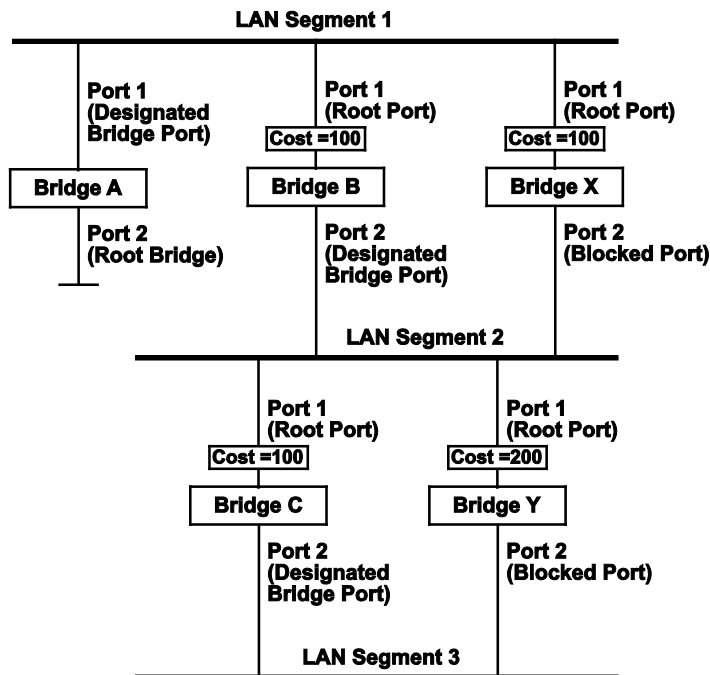 LAN Segment 1
Port 1
(Designated
Bridge Port)
Port 1
(Root Port)
Cost =100
Port 1
(Root Port)
Cost =100
Bridge A
Bridge B
Bridge X
Port 2
(Root Bridge)
Port 2
(Designated
Bridge Port)
Port 2
(Blocked Port)
LAN Segment 2
Port 1
(Root Port)
Cost =100
Port 1
(Root Port)
Cost =200
Bridge C
Bridge Y
Port 2
(Designated
Bridge Port)
Port 2
(Blocked Port)
LAN Segment 3